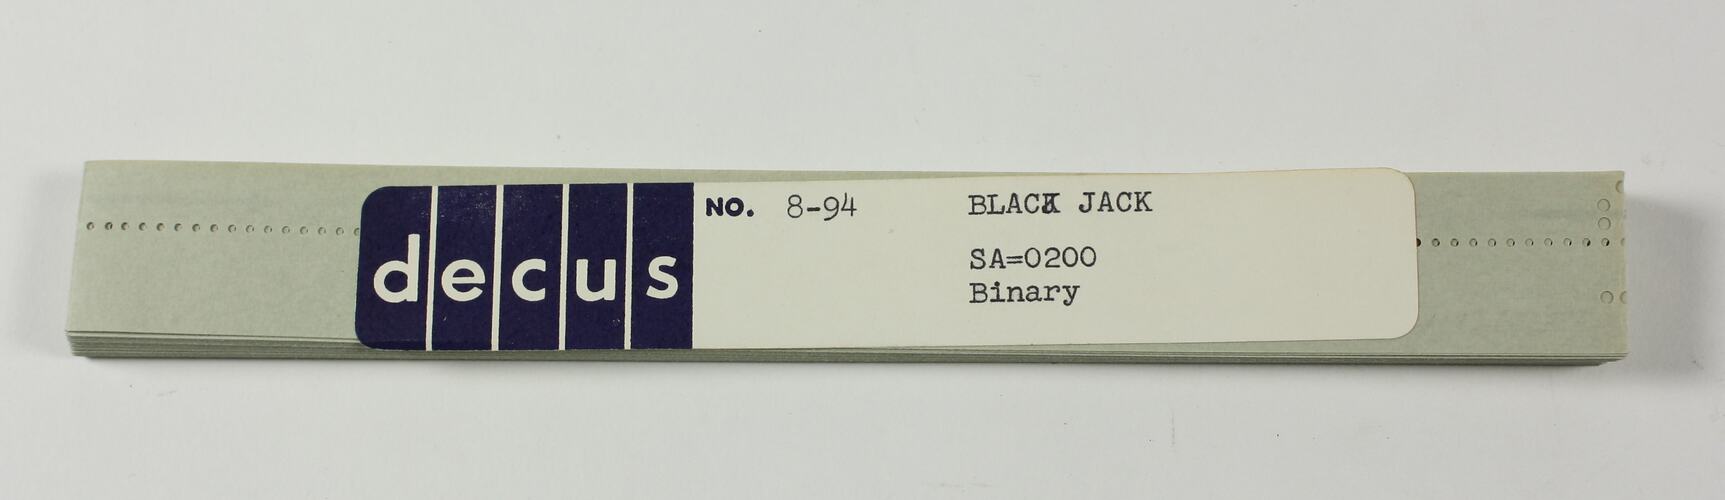 decus NO. 8-94 BLACK JACK
SA=0200
Binary